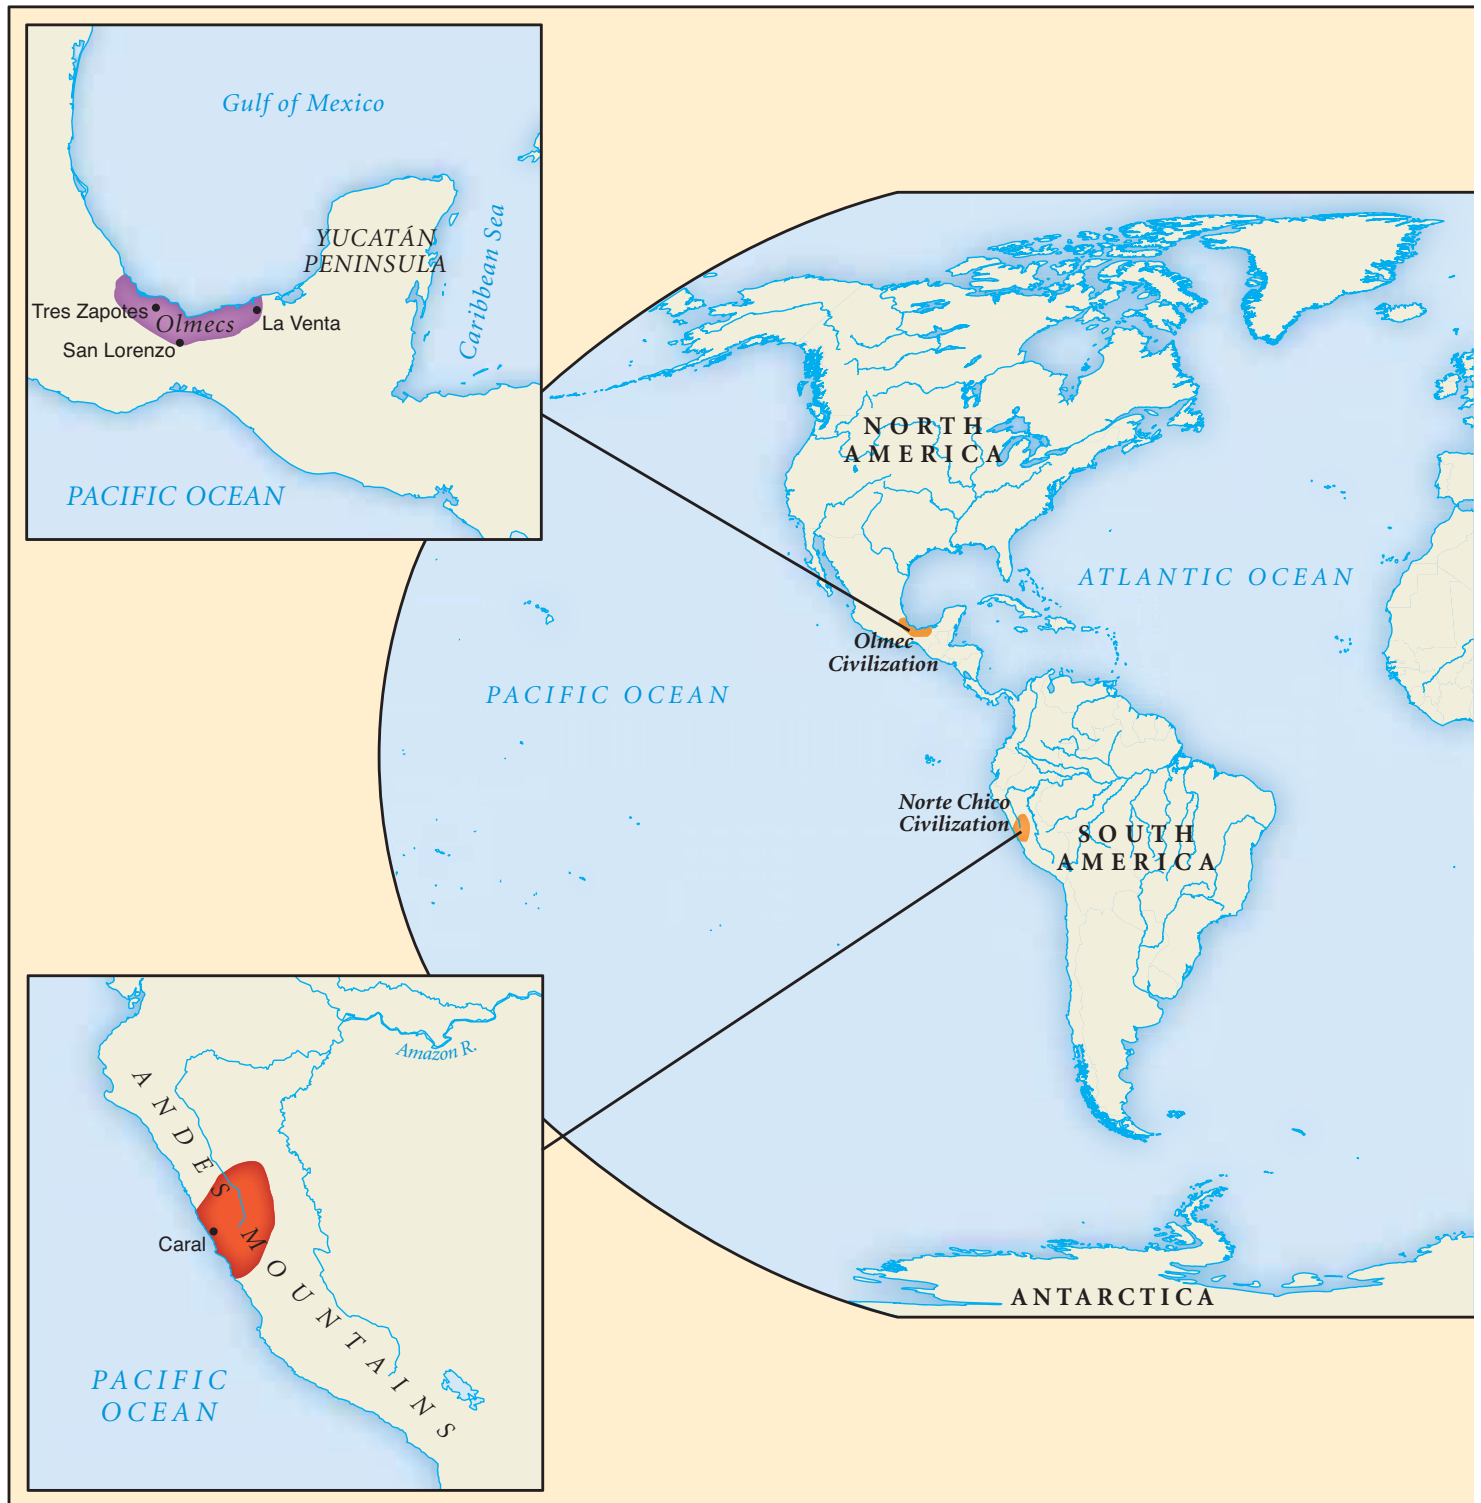 Gulf of Mexico
YUCATÁN
PENINSULA
Caribbean Sea
Tres Zapotes
Olmecs
La Venta
San Lorenzo
PACIFIC OCEAN
NORTH
AMERICA
ATLANTIC OCEAN
Olmec
Civilization
PACIFIC OCEAN
Norte Chico
Civilization
SOUTH
AMERICA
ANTARCTICA
Amazon R.
ANDES MOUNTAINS
Caral
PACIFIC
OCEAN